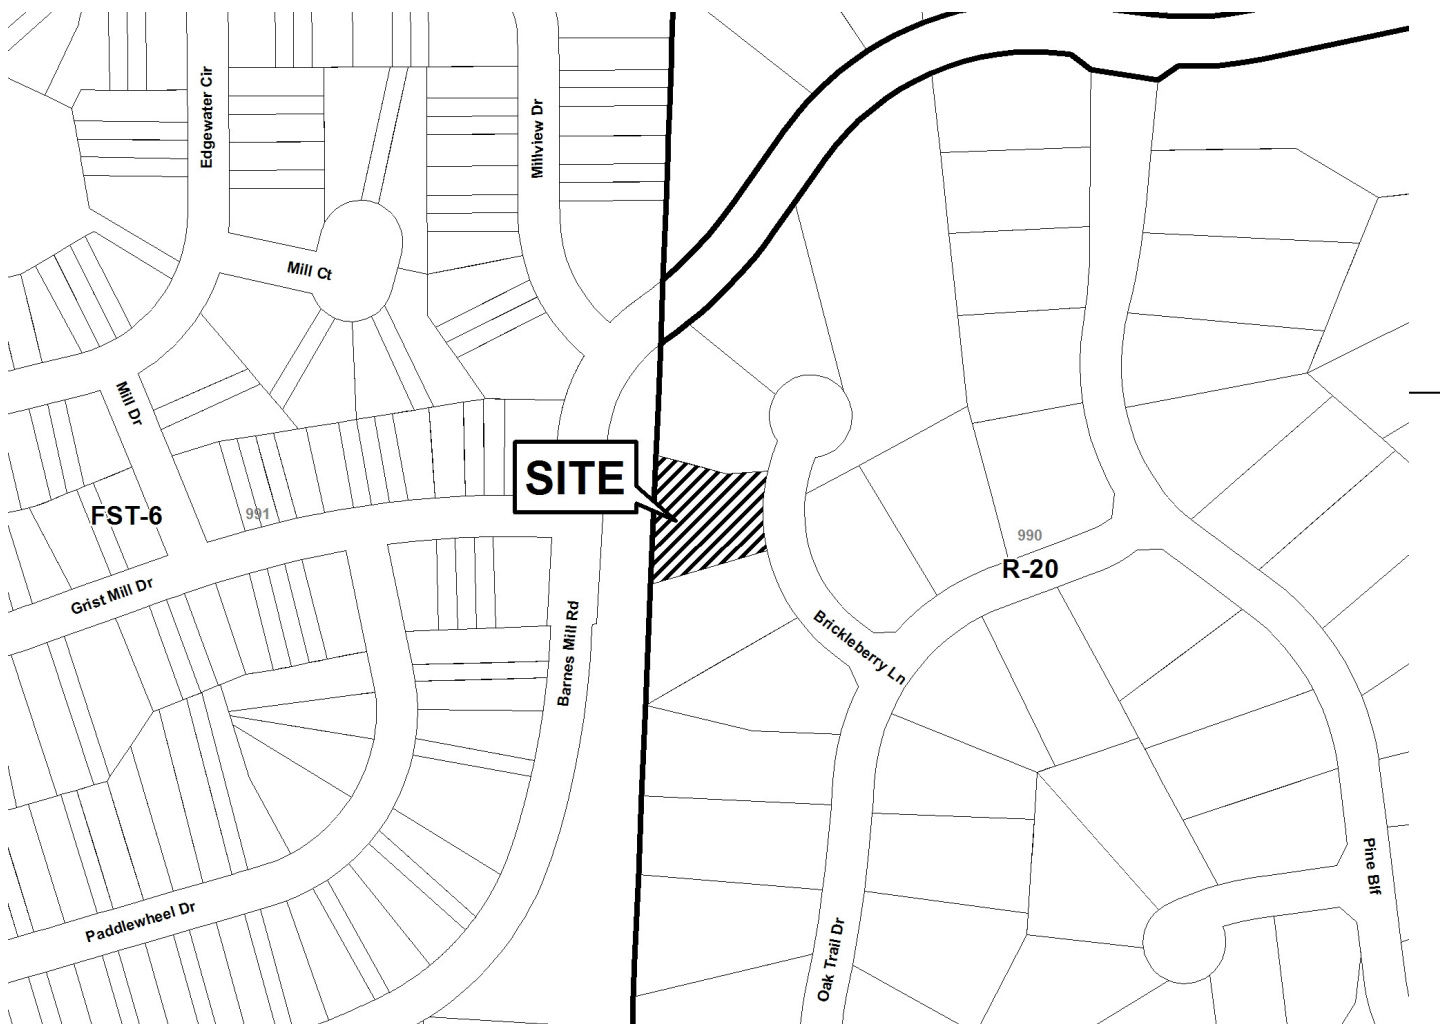 Edgewater Cir
Millview Dr
Mill Ct
Mill Dr
SITE
FST-6
991
990
R-20
Grist Mill Dr
Barnes Mill Rd
Brickleberry Ln
Pine Blf
Paddlewheel Dr
Oak Trail Dr